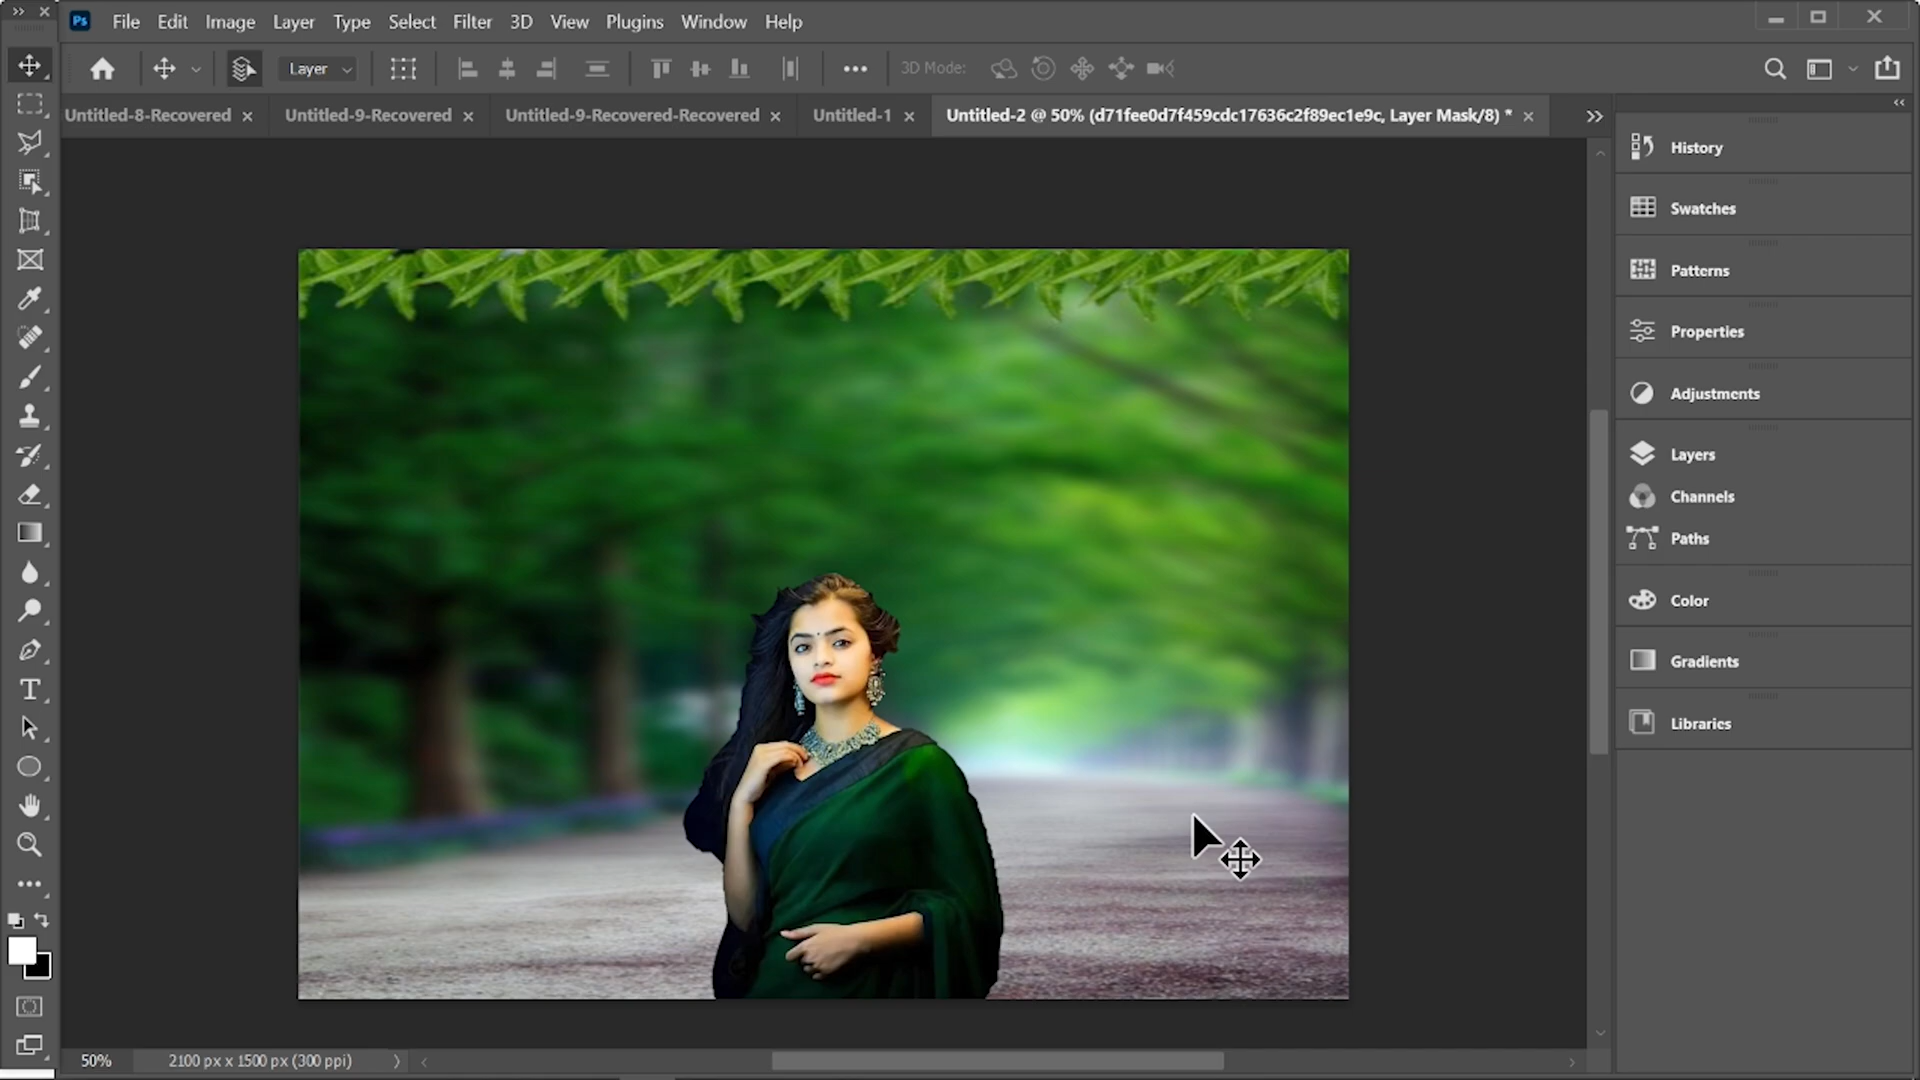 Ps File Edit Image Layer Type Select Filter 3D View Plugins Window Help
Layer 3D Mode:
Untitled-8-Recovered Untitled-9-Recovered Untitled-9-Recovered-Recovered Untitled-1 Untitled-2 @ 50% (d71fee0d7f459cdc17636c2f89ec1e9c, Layer Mask/8) *
History
Swatches
Patterns
Properties
Adjustments
Layers
Channels
Paths
Color
Gradients
Libraries
50% 2100 px x 1500 px (300 ppi)